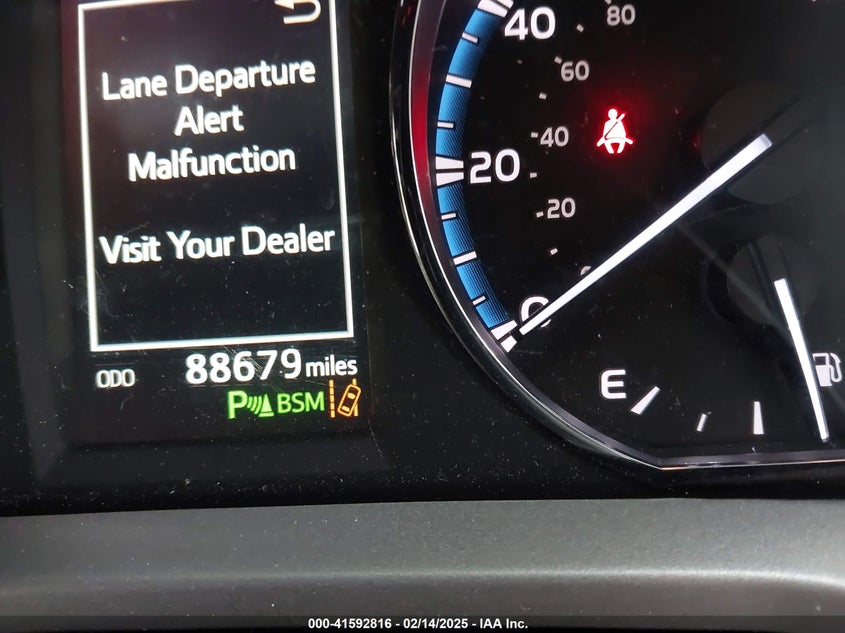 Lane Departure
Alert
Malfunction
Visit Your Dealer
ODO 88679 miles
P BSM
40
80
60
40
20
20
0
E
000-41592816 - 02/14/2025 - IAA Inc.